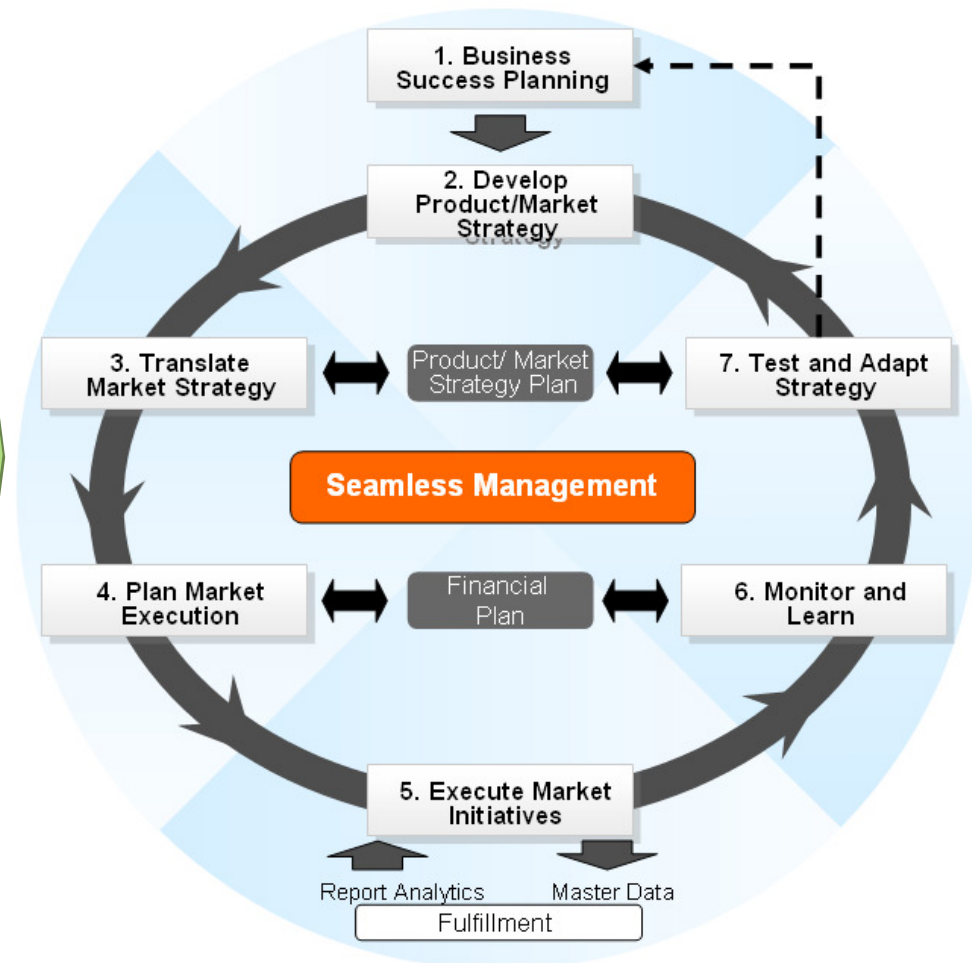 1. Business
Success Planning
2. Develop
Product/Market
Strategy
Strategy
3. Translate
Market Strategy
Product/ Market
Strategy Plan
7. Test and Adapt
Strategy
Seamless Management
4. Plan Market
Execution
Financial
Plan
6. Monitor and
Learn
5. Execute Market
Initiatives
Report Analytics
Master Data
Fulfillment